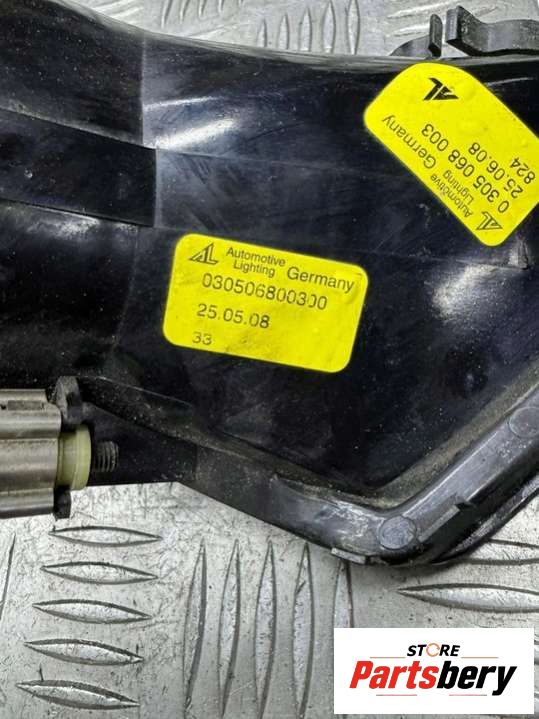 AL Automotive Germany
Lighting
0 305 068 003
25.06.08
824
AL Automotive Germany
Lighting
030506800300
25.05.08
33
STORE
Partsbery